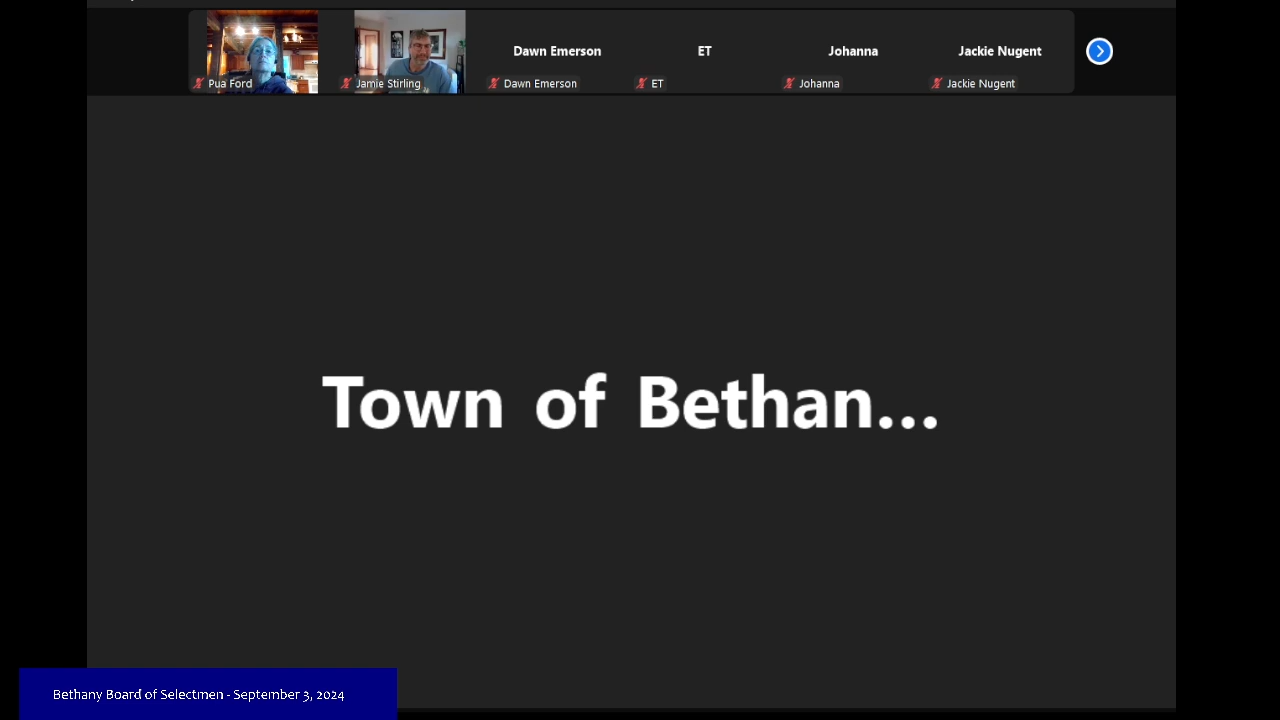 Dawn Emerson
ET
Johanna
Jackie Nugent
Pua Ford
Jamie Stirling
Dawn Emerson
ET
Johanna
Jackie Nugent
Town of Bethan...
Bethany Board of Selectmen - September 3, 2024